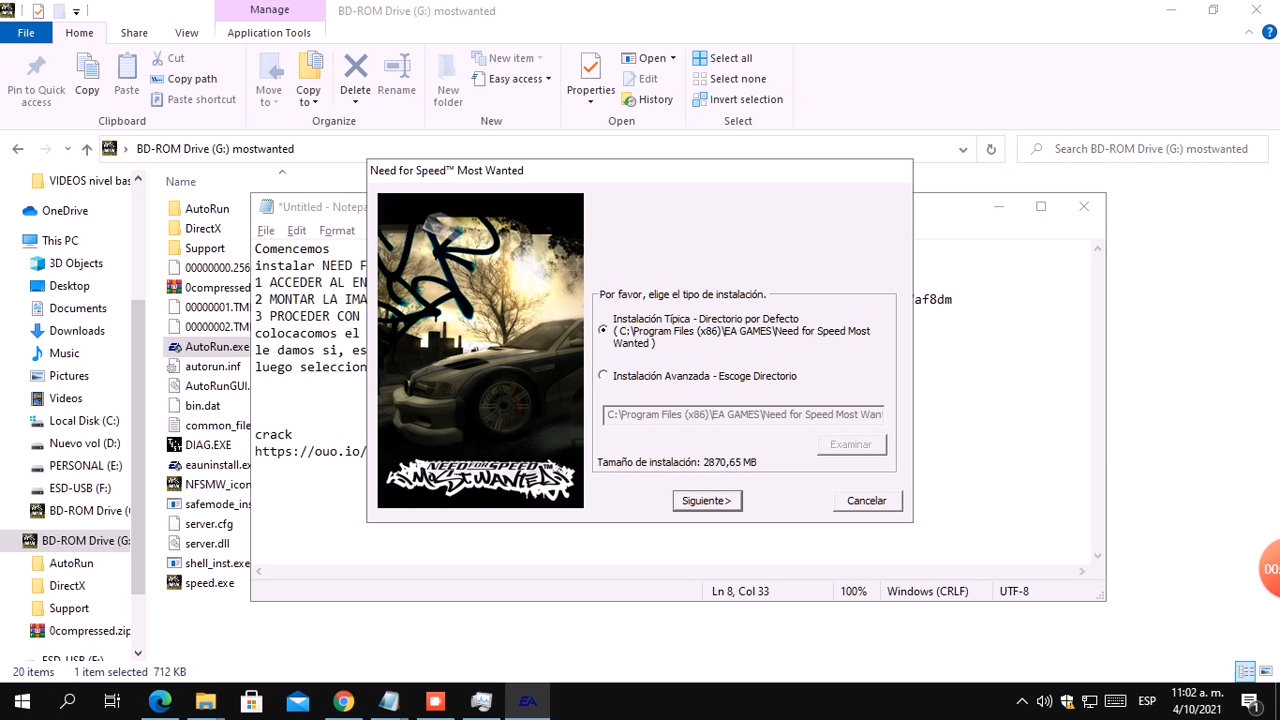 Manage
BD-ROM Drive (G:) mostwanted
File
Home
Share
View
Application Tools
Pin to Quick access
Copy
Paste
Cut
Copy path
Paste shortcut
Clipboard
Move to
Copy to
Delete
Rename
Organize
New folder
New item
Easy access
New
Properties
Open
Edit
History
Open
Select all
Select none
Invert selection
Select
BD-ROM Drive (G:) mostwanted
Search BD-ROM Drive (G:) mostwanted
VIDEOS nivel bas
OneDrive
This PC
3D Objects
Desktop
Documents
Downloads
Music
Pictures
Videos
Local Disk (C:)
Nuevo vol (D:)
PERSONAL (E:)
ESD-USB (F:)
BD-ROM Drive (
BD-ROM Drive (G:
AutoRun
DirectX
Support
0compressed.zip
ESD-USB (F:)
Name
AutoRun
DirectX
Support
00000000.256
0compressed
00000001.TM
00000002.TM
AutoRun.exe
autorun.inf
AutoRunGUI.
bin.dat
common_file
DIAG.EXE
eauninstall.ex
NFSMW_icon
safemode_ins
server.cfg
server.dll
shell_inst.exe
speed.exe
*Untitled - Notepa
File Edit Format
Comencemos
instalar NEED F
1 ACCEDER AL EN
2 MONTAR LA IMA
af8dm
3 PROCEDER CON
colocacomos el
le damos si, es
luego seleccion
crack
https://ouo.io/
Ln 8, Col 33
100%
Windows (CRLF)
UTF-8
Need for Speed™ Most Wanted
NEED FOR SPEED™
MOST WANTED
Por favor, elige el tipo de instalación.
Instalación Típica - Directorio por Defecto
( C:\Program Files (x86)\EA GAMES\Need for Speed Most
Wanted )
Instalación Avanzada - Escoge Directorio
C:\Program Files (x86)\EA GAMES\Need for Speed Most Want
Examinar
Tamaño de instalación: 2870,65 MB
Siguiente>
Cancelar
00:
20 items
1 item selected 712 KB
EA
ESP
11:02 a. m.
4/10/2021
1